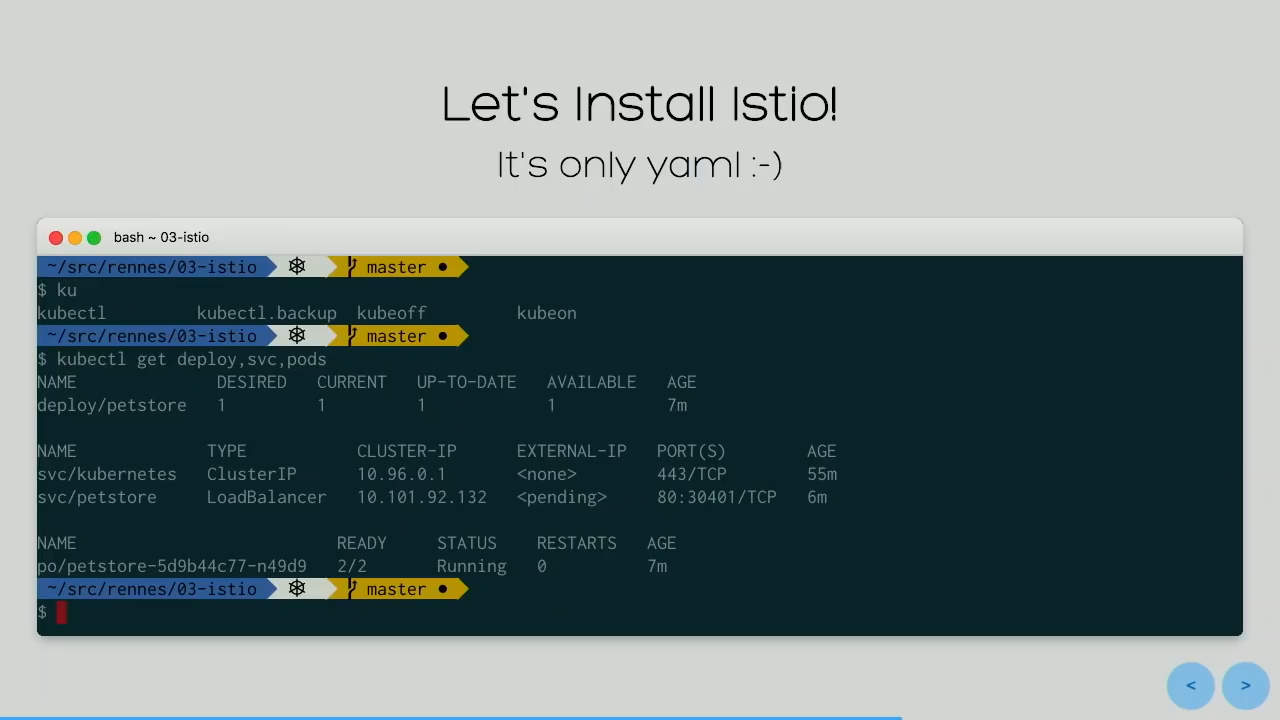 Let's Install Istio!
It's only yaml :-)
bash ~ 03-istio
~/src/rennes/03-istio master ●
$ ku
kubectl kubectl.backup kubeoff kubeon
~/src/rennes/03-istio master ●
$ kubectl get deploy,svc,pods
NAME DESIRED CURRENT UP-TO-DATE AVAILABLE AGE
deploy/petstore 1 1 1 1 7m
NAME TYPE CLUSTER-IP EXTERNAL-IP PORT(S) AGE
svc/kubernetes ClusterIP 10.96.0.1 <none> 443/TCP 55m
svc/petstore LoadBalancer 10.101.92.132 <pending> 80:30401/TCP 6m
NAME READY STATUS RESTARTS AGE
po/petstore-5d9b44c77-n49d9 2/2 Running 0 7m
~/src/rennes/03-istio master ●
$
< >